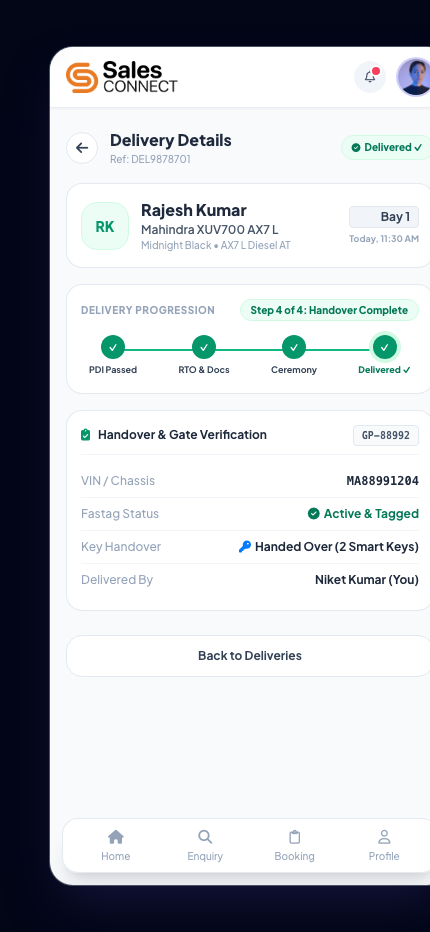 Sales
CONNECT
Delivery Details
Ref: DEL9878701
Delivered ✓
RK
Rajesh Kumar
Mahindra XUV700 AX7 L
Midnight Black • AX7 L Diesel AT
Bay 1
Today, 11:30 AM
DELIVERY PROGRESSION
Step 4 of 4: Handover Complete
PDI Passed
RTO & Docs
Ceremony
Delivered ✓
Handover & Gate Verification
GP-88992
VIN / Chassis
MA88991204
Fastag Status
Active & Tagged
Key Handover
Handed Over (2 Smart Keys)
Delivered By
Niket Kumar (You)
Back to Deliveries
Home
Enquiry
Booking
Profile